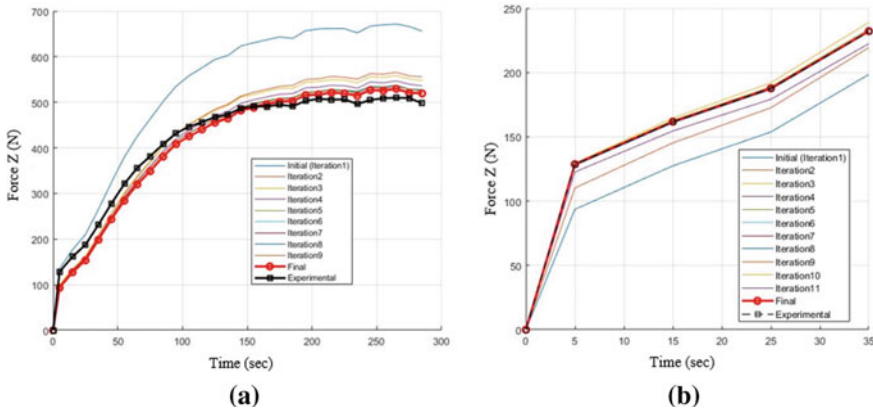 700
600
500
400
300
200
100
0
Force Z (N)
0 50 100 150 200 250 300
Time (sec)
Initial (Iteration1)
Iteration2
Iteration3
Iteration4
Iteration5
Iteration6
Iteration7
Iteration8
Iteration9
Final
Experimental
(a)
250
200
150
100
50
0
Force Z (N)
0 5 10 15 20 25 30 35
Time (sec)
Initial (Iteration1)
Iteration2
Iteration3
Iteration4
Iteration5
Iteration6
Iteration7
Iteration8
Iteration9
Iteration10
Iteration11
Final
Experimental
(b)